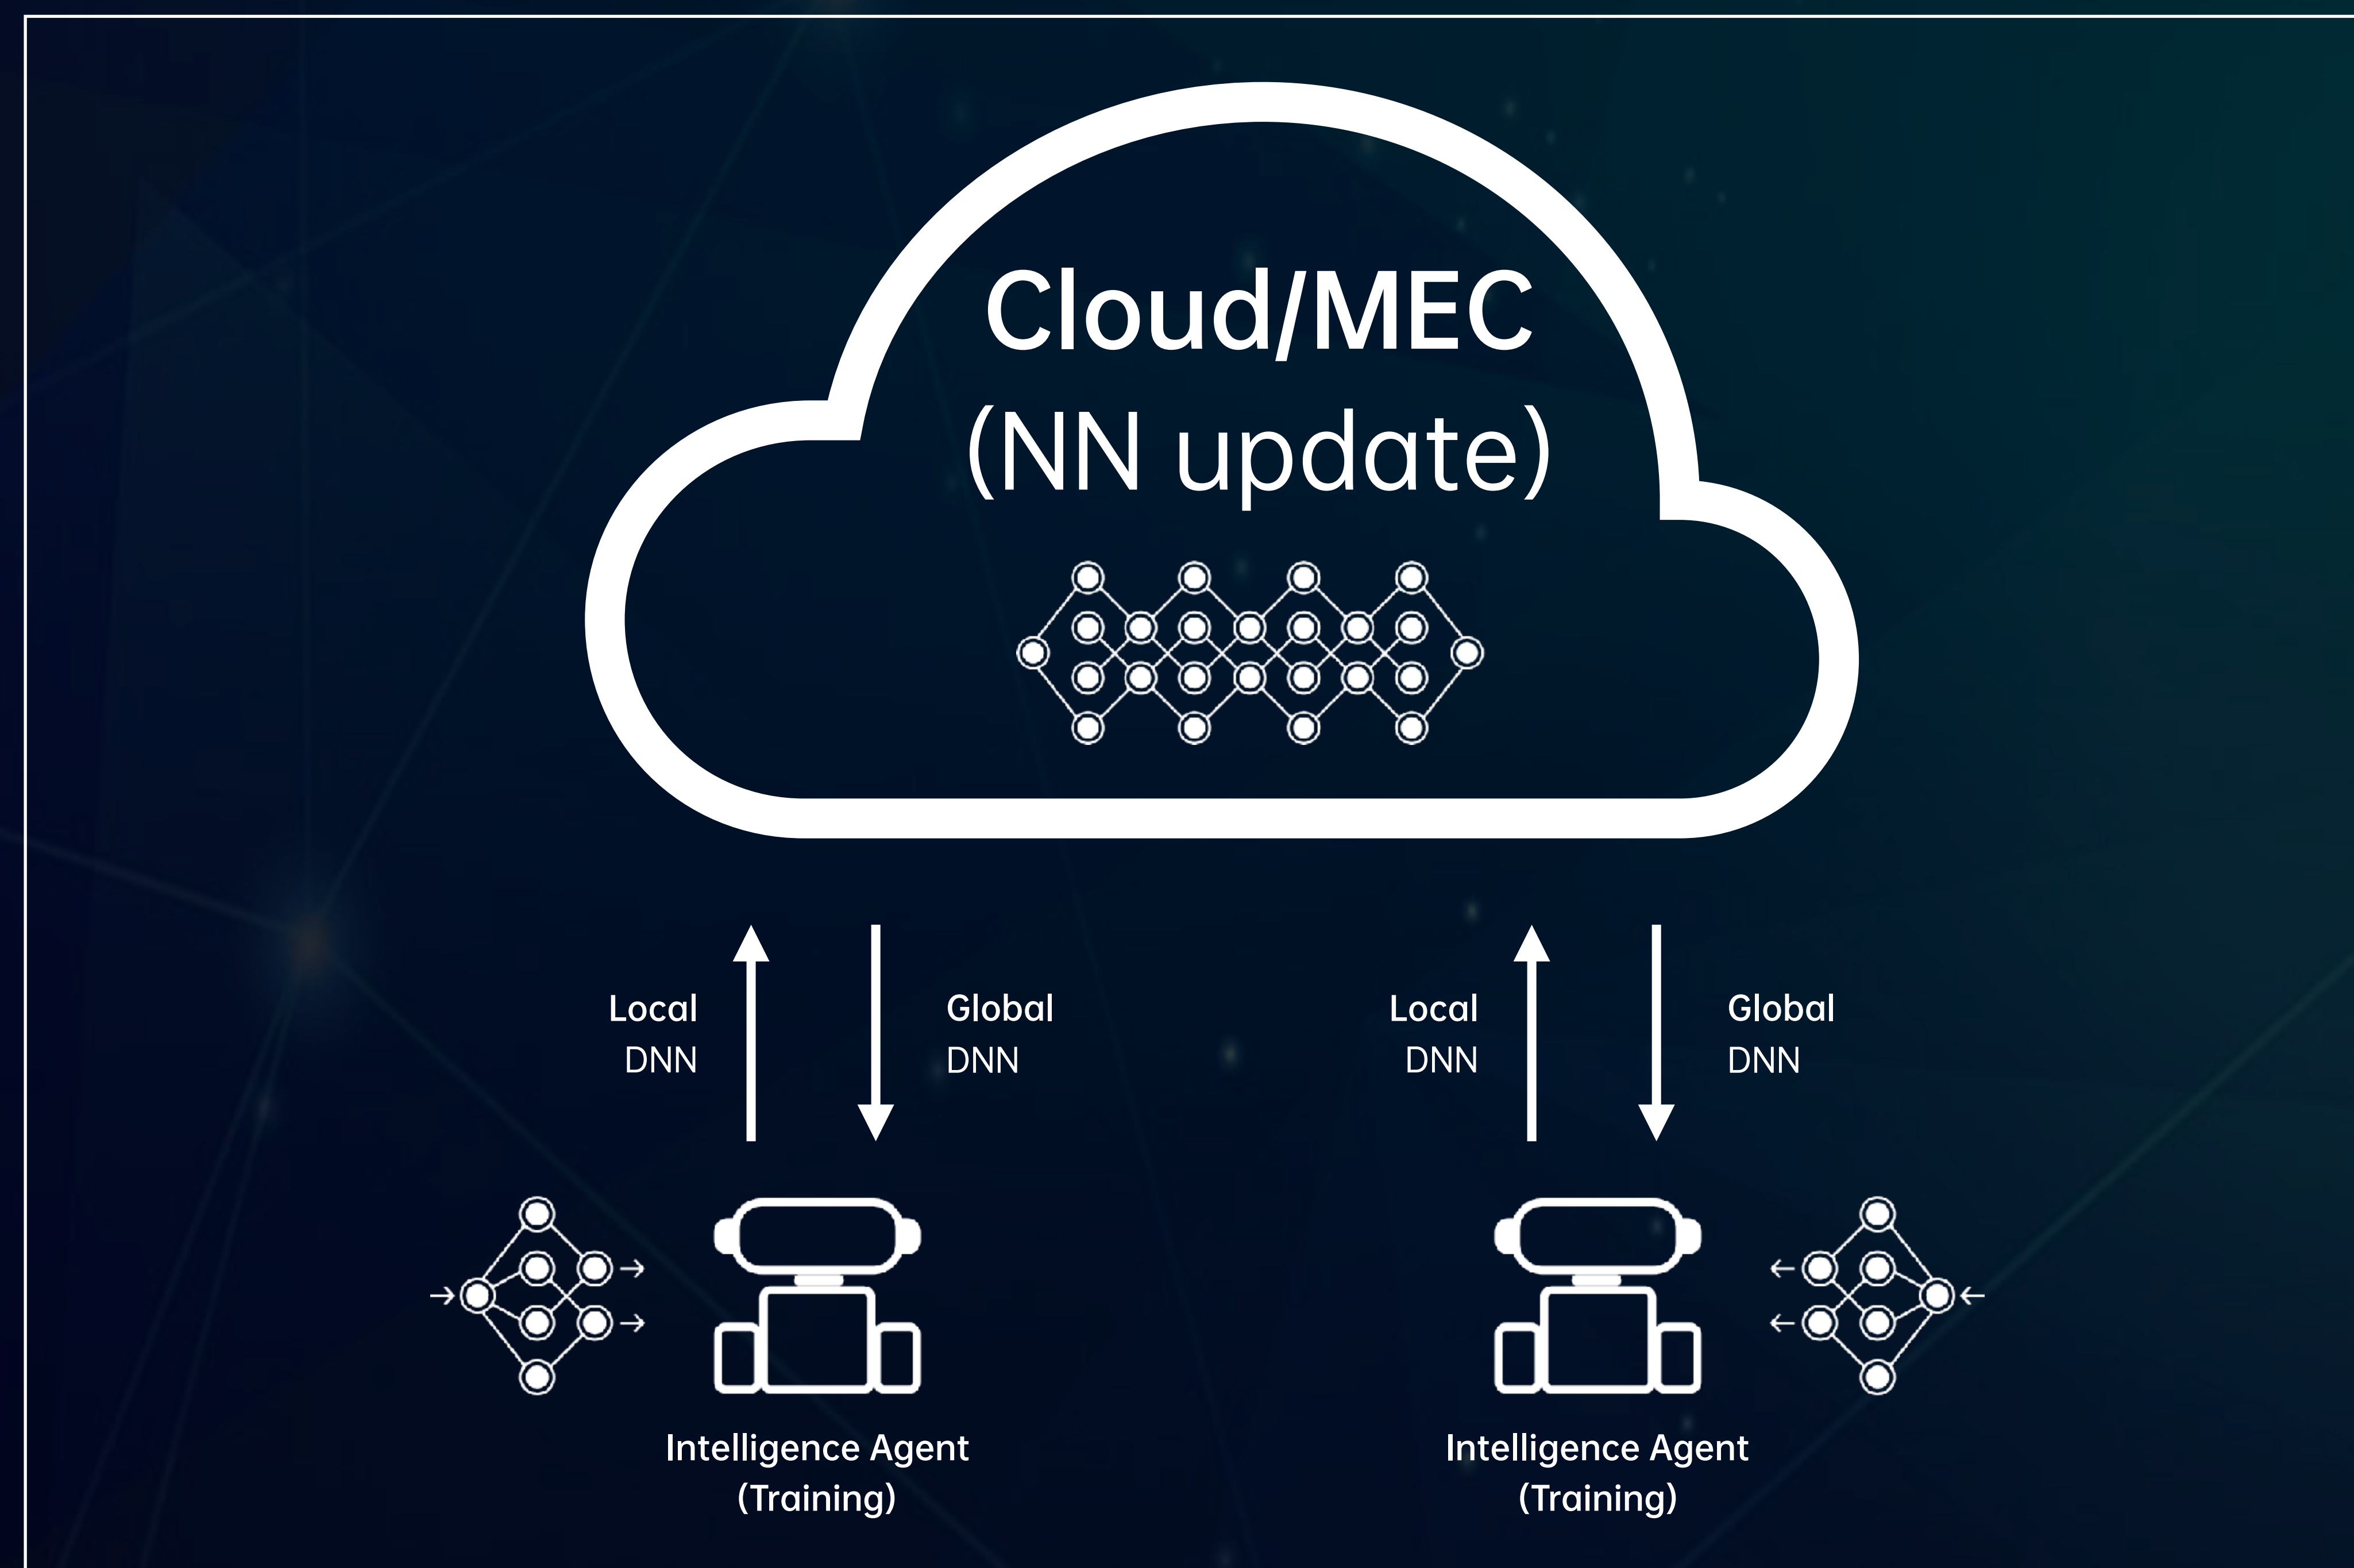 Cloud/MEC
(NN update)
Local
DNN
Global
DNN
Local
DNN
Global
DNN
Intelligence Agent
(Training)
Intelligence Agent
(Training)